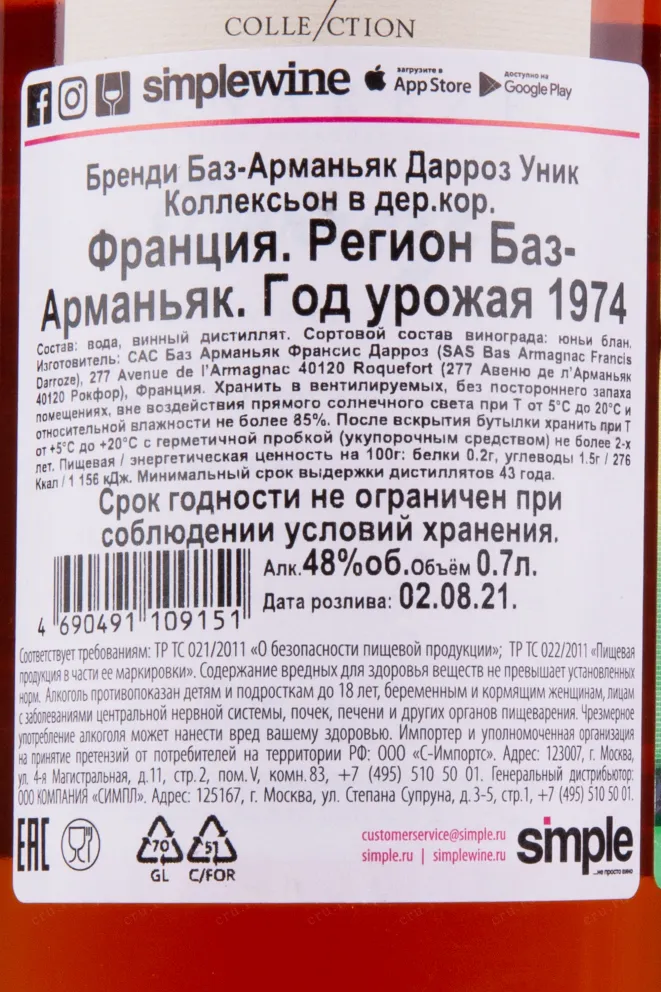 COLLE/CTION
simplewine загрузите в App Store доступно на Google Play
Бренди Баз-Арманьяк Дарроз Уник
Коллексьон в дер.кор.
Франция. Регион Баз-
Арманьяк. Год урожая 1974
Состав: вода, винный дистиллят. Сортовой состав винограда: юньи блан.
Изготовитель: САС Баз Арманьяк Франсис Дарроз (SAS Bas Armagnac Francis
Darroze), 277 Avenue de l'Armagnac 40120 Roquefort (277 Авеню де л'Арманьяк
40120 Рокфор), Франция. Хранить в вентилируемых, без постороннего запаха
помещениях, вне воздействия прямого солнечного света при Т от 5°С до 20°С и
относительной влажности не более 85%. После вскрытия бутылки хранить при Т
от +5°С до +20°С с герметичной пробкой (укупорочным средством) не более 2-х
лет. Пищевая / энергетическая ценность на 100г: белки 0.2г, углеводы 1.5г / 276
Ккал / 1 156 кДж. Минимальный срок выдержки дистиллятов 43 года.
Срок годности не ограничен при
соблюдении условий хранения.
Алк.48%об.Объём 0.7л.
Дата розлива: 02.08.21.
4 690491 109151
Соответствует требованиям: ТР ТС 021/2011 «О безопасности пищевой продукции»; ТР ТС 022/2011 «Пищевая
продукция в части ее маркировки». Содержание вредных для здоровья веществ не превышает установленных
норм. Алкоголь противопоказан детям и подросткам до 18 лет, беременным и кормящим женщинам, лицам
с заболеваниями центральной нервной системы, почек, печени и других органов пищеварения. Чрезмерное
употребление алкоголя может нанести вред вашему здоровью. Импортер и уполномоченная организация
на принятие претензий от потребителей на территории РФ: ООО «С-Импортс». Адрес: 123007, г. Москва,
ул. 4-я Магистральная, д.11, стр.2, пом.V, комн.83, +7 (495) 510 50 01. Генеральный дистрибьютор:
ООО КОМПАНИЯ «СИМПЛ». Адрес: 125167, г. Москва, ул. Степана Супруна, д.3-5, стр.1, +7 (495) 510 50 01.
EAC
70 GL
51 C/FOR
customerservice@simple.ru
simple.ru | simplewine.ru
simple
...не просто вино